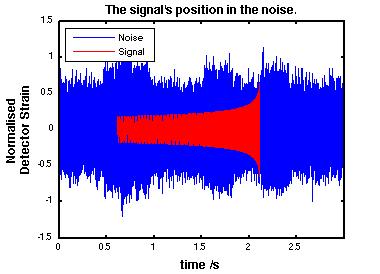 The signal's position in the noise.
Noise
Signal
Normalised
Detector Strain
1.5
1
0.5
0
-0.5
-1
-1.5
0
0.5
1
1.5
2
2.5
time /s